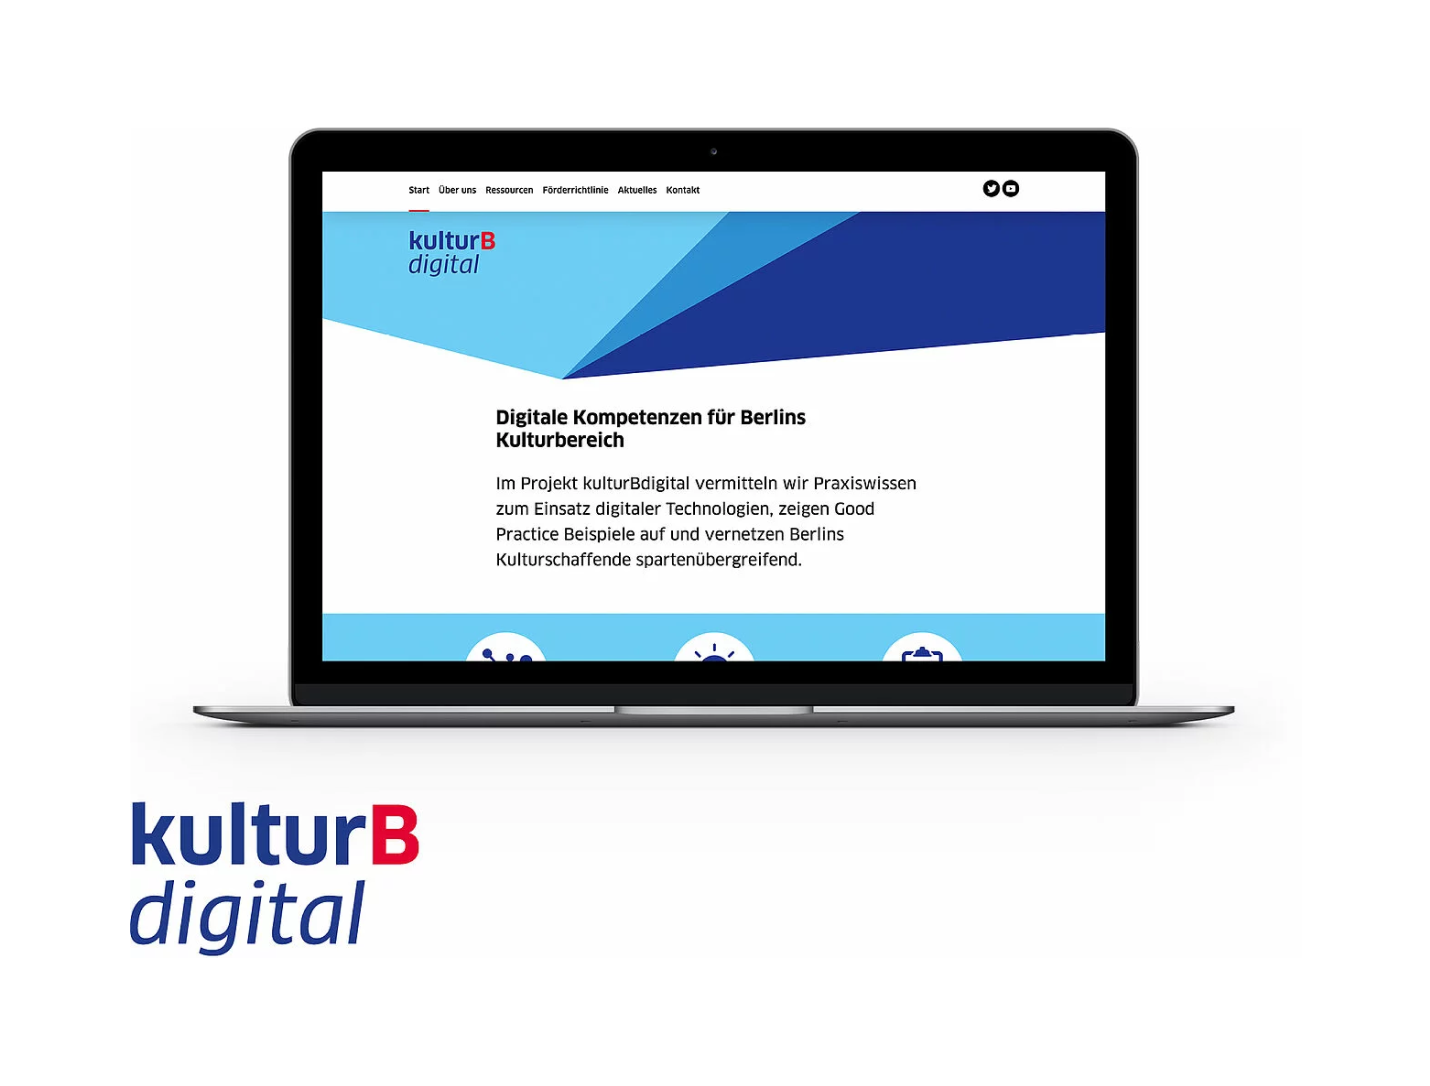 Start Über uns Ressourcen Förderrichtlinie Aktuelles Kontakt
kulturB
digital
Digitale Kompetenzen für Berlins
Kulturbereich
Im Projekt kulturBdigital vermitteln wir Praxiswissen
zum Einsatz digitaler Technologien, zeigen Good
Practice Beispiele auf und vernetzen Berlins
Kulturschaffende spartenübergreifend.
kulturB
digital